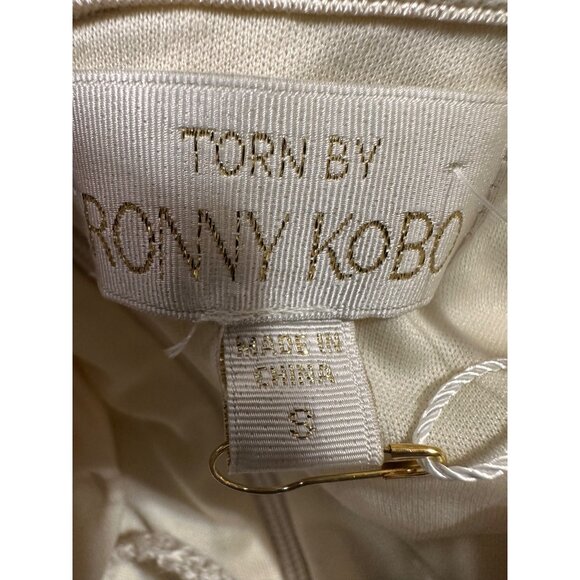 TORN BY
RONNY KOBO
MADE IN
CHINA
S